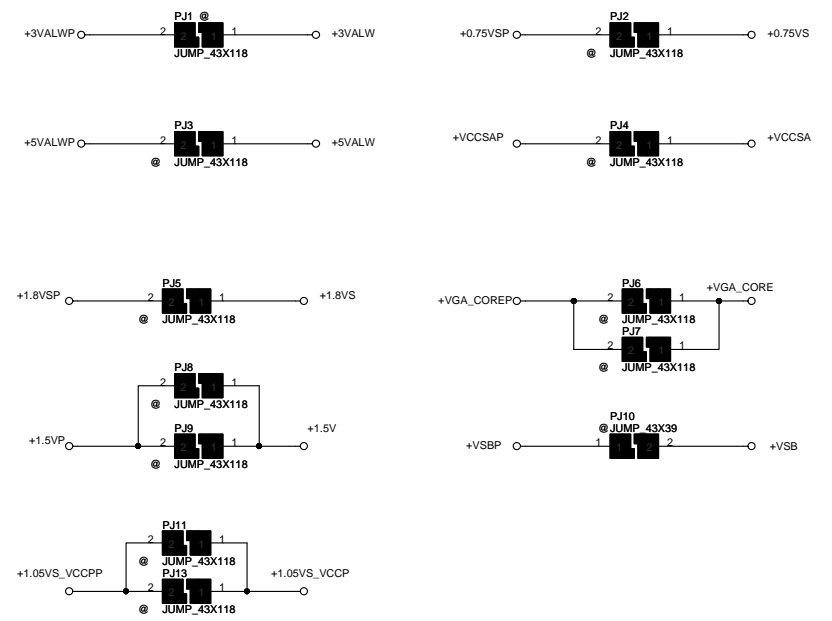 PJ1 @
+3VALWP 2 2 1 1 +3VALW
JUMP_43X118
PJ2
+0.75VSP 2 2 1 1 +0.75VS
@ JUMP_43X118
PJ3
+5VALWP 2 2 1 1 +5VALW
@ JUMP_43X118
PJ4
+VCCSAP 2 2 1 1 +VCCSA
@ JUMP_43X118
PJ5
+1.8VSP 2 2 1 1 +1.8VS
@ JUMP_43X118
PJ6
+VGA_COREP 2 2 1 1 +VGA_CORE
@ JUMP_43X118
PJ7
2 2 1 1
@ JUMP_43X118
PJ8
2 2 1 1
@ JUMP_43X118
PJ9
+1.5VP 2 2 1 1 +1.5V
@ JUMP_43X118
PJ10
@ JUMP_43X39
+VSBP 1 1 2 2 +VSB
PJ11
2 2 1 1
@ JUMP_43X118
PJ13
+1.05VS_VCCPP 2 2 1 1 +1.05VS_VCCP
@ JUMP_43X118